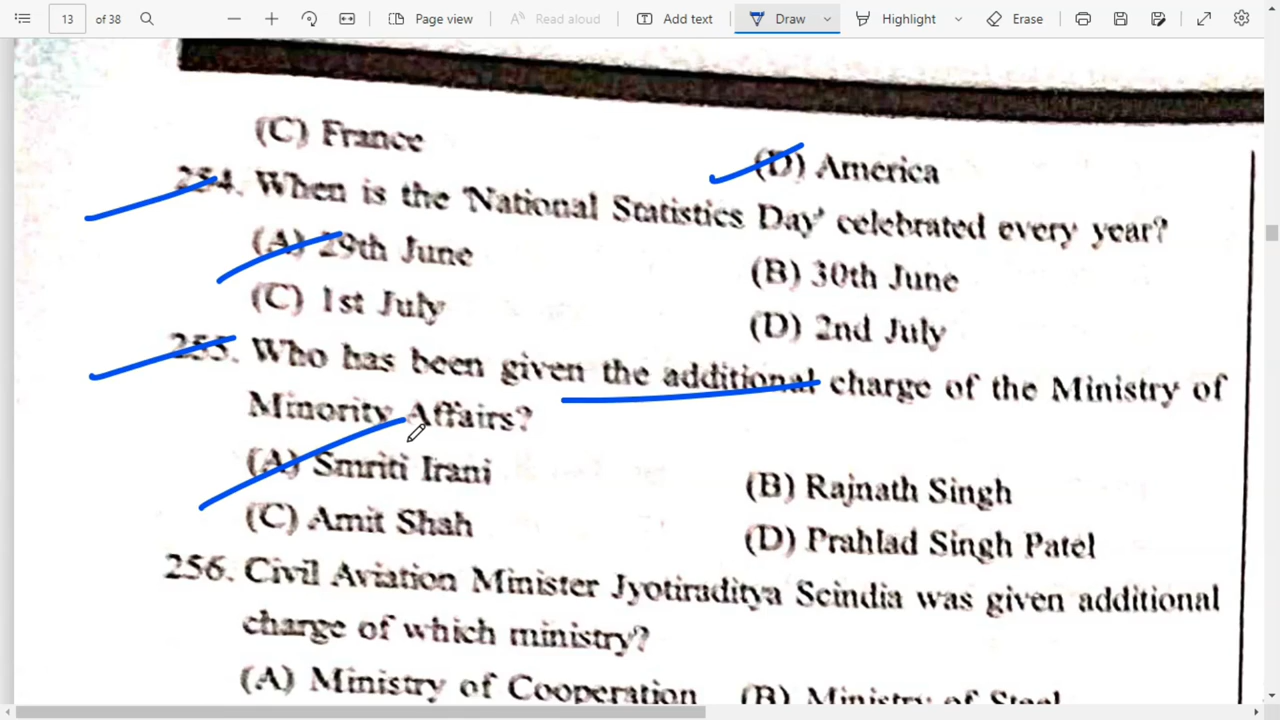 13 of 38 Page view Read aloud Add text Draw Highlight Erase
(C) France (D) America
254. When is the 'National Statistics Day' celebrated every year?
(A) 29th June (B) 30th June
(C) 1st July (D) 2nd July
255. Who has been given the additional charge of the Ministry of
Minority Affairs?
(A) Smriti Irani (B) Rajnath Singh
(C) Amit Shah (D) Prahlad Singh Patel
256. Civil Aviation Minister Jyotiraditya Scindia was given additional
charge of which ministry?
(A) Ministry of Cooperation (B) Ministry of Steel